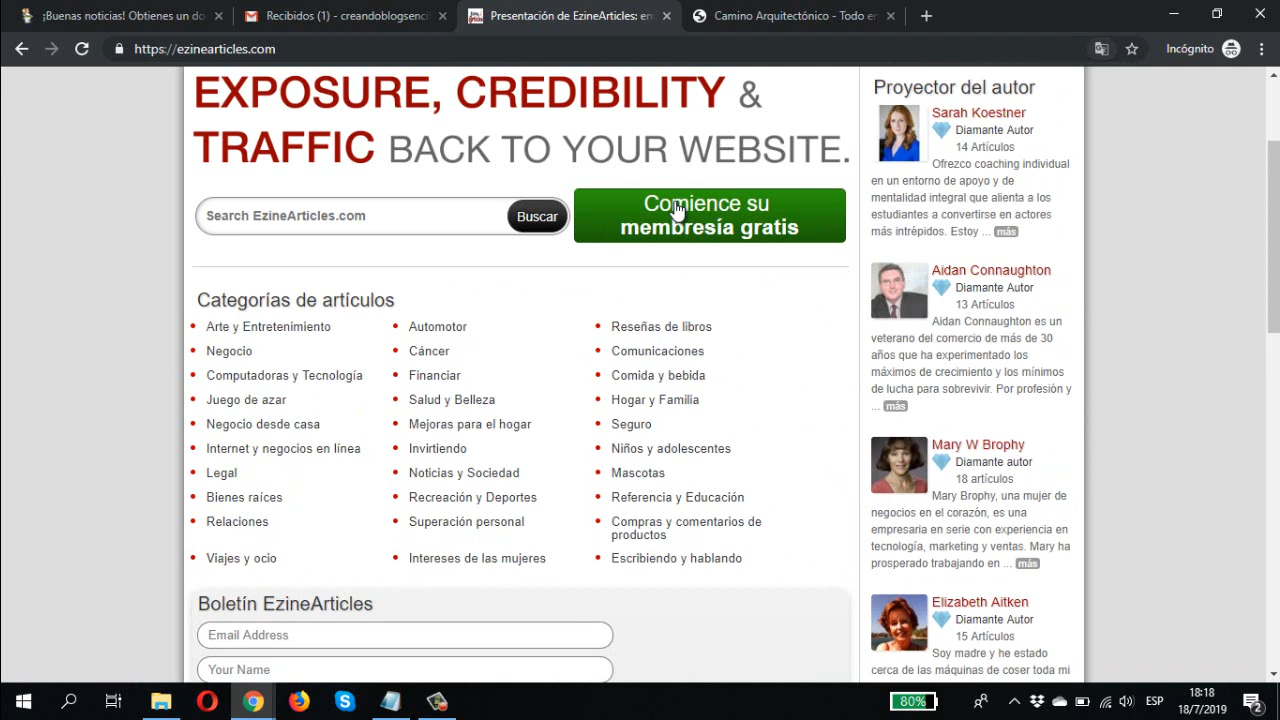 ¡Buenas noticias! Obtienes un do
Recibidos (1) - creandoblogsenci
Presentación de EzineArticles: en
Camino Arquitectónico - Todo en
https://ezinearticles.com
Incógnito
EXPOSURE, CREDIBILITY &
TRAFFIC BACK TO YOUR WEBSITE.
Search EzineArticles.com
Buscar
Comience su
membresía gratis
Categorías de artículos
Arte y Entretenimiento
Automotor
Reseñas de libros
Negocio
Cáncer
Comunicaciones
Computadoras y Tecnología
Financiar
Comida y bebida
Juego de azar
Salud y Belleza
Hogar y Familia
Negocio desde casa
Mejoras para el hogar
Seguro
Internet y negocios en línea
Invirtiendo
Niños y adolescentes
Legal
Noticias y Sociedad
Mascotas
Bienes raíces
Recreación y Deportes
Referencia y Educación
Relaciones
Superación personal
Compras y comentarios de
productos
Viajes y ocio
Intereses de las mujeres
Escribiendo y hablando
Boletín EzineArticles
Email Address
Your Name
Proyector del autor
Sarah Koestner
Diamante Autor
14 Artículos
Ofrezco coaching individual
en un entorno de apoyo y de
mentalidad integral que alienta a los
estudiantes a convertirse en actores
más intrépidos. Estoy ... más
Aidan Connaughton
Diamante Autor
13 Artículos
Aidan Connaughton es un
veterano del comercio de más de 30
años que ha experimentado los
máximos de crecimiento y los mínimos
de lucha para sobrevivir. Por profesión y
... más
Mary W Brophy
Diamante autor
18 artículos
Mary Brophy, una mujer de
negocios en el corazón, es una
empresaria en serie con experiencia en
tecnología, marketing y ventas. Mary ha
prosperado trabajando en ... más
Elizabeth Aitken
Diamante Autor
15 Artículos
Soy madre y he estado
cerca de las máquinas de coser toda mi
80%
ESP
18:18
18/7/2019
2